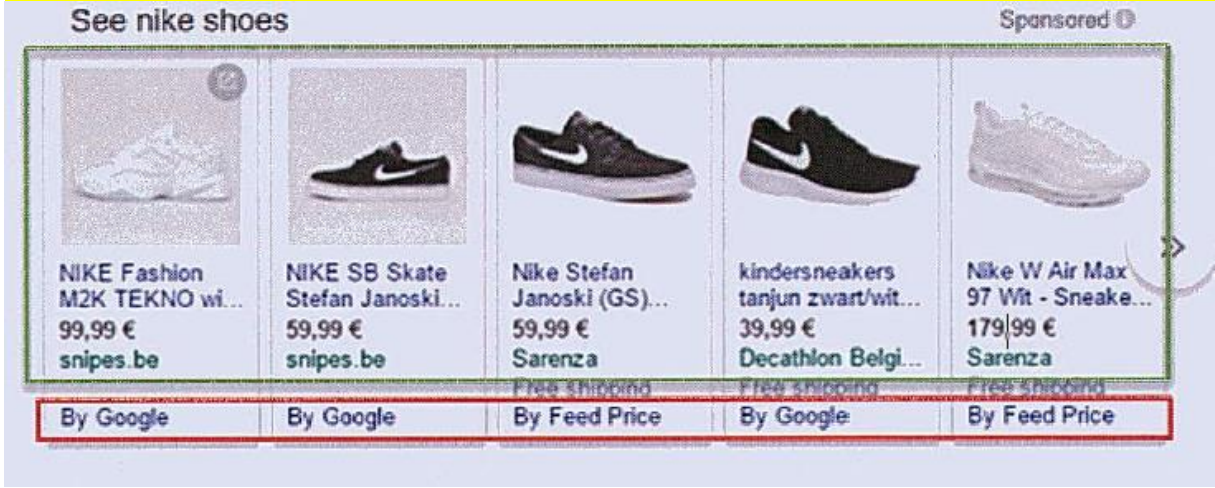 See nike shoes
Sponsored
NIKE Fashion
M2K TEKNO wi...
99,99 €
snipes.be
By Google
NIKE SB Skate
Stefan Janoski...
59,99 €
snipes.be
By Google
Nike Stefan
Janoski (GS)...
59,99 €
Sarenza
Free shipping
By Feed Price
kindersneakers
tanjun zwart/wit...
39,99 €
Decathlon Belgi...
Free shipping
By Google
Nike W Air Max
97 Wit - Sneake...
179,99 €
Sarenza
Free shipping
By Feed Price